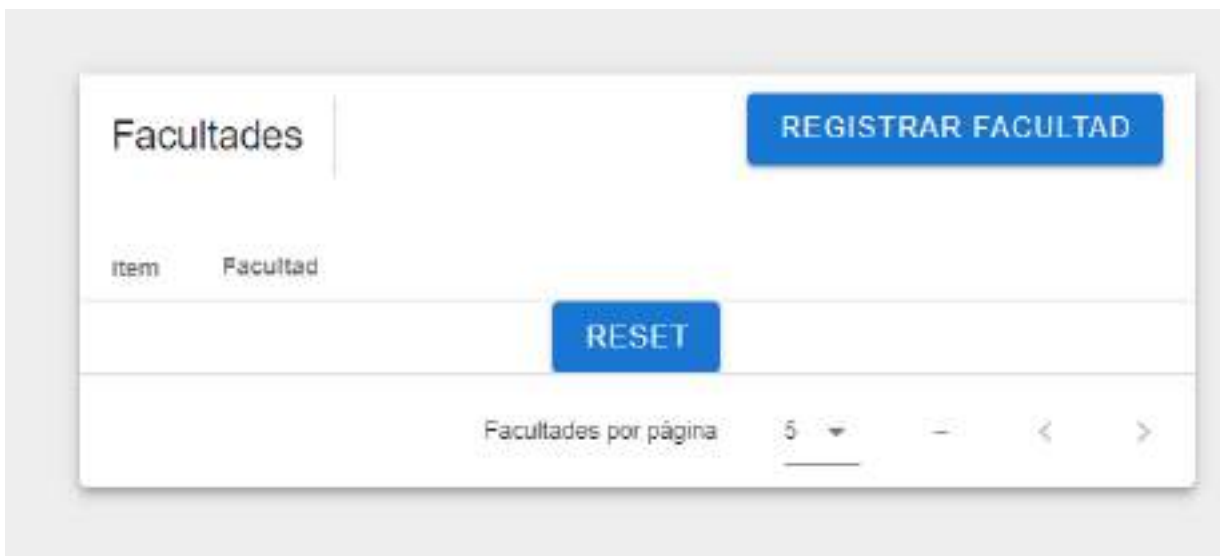 Facultades
REGISTRAR FACULTAD
Item Facultad
RESET
Facultades por página 5 –